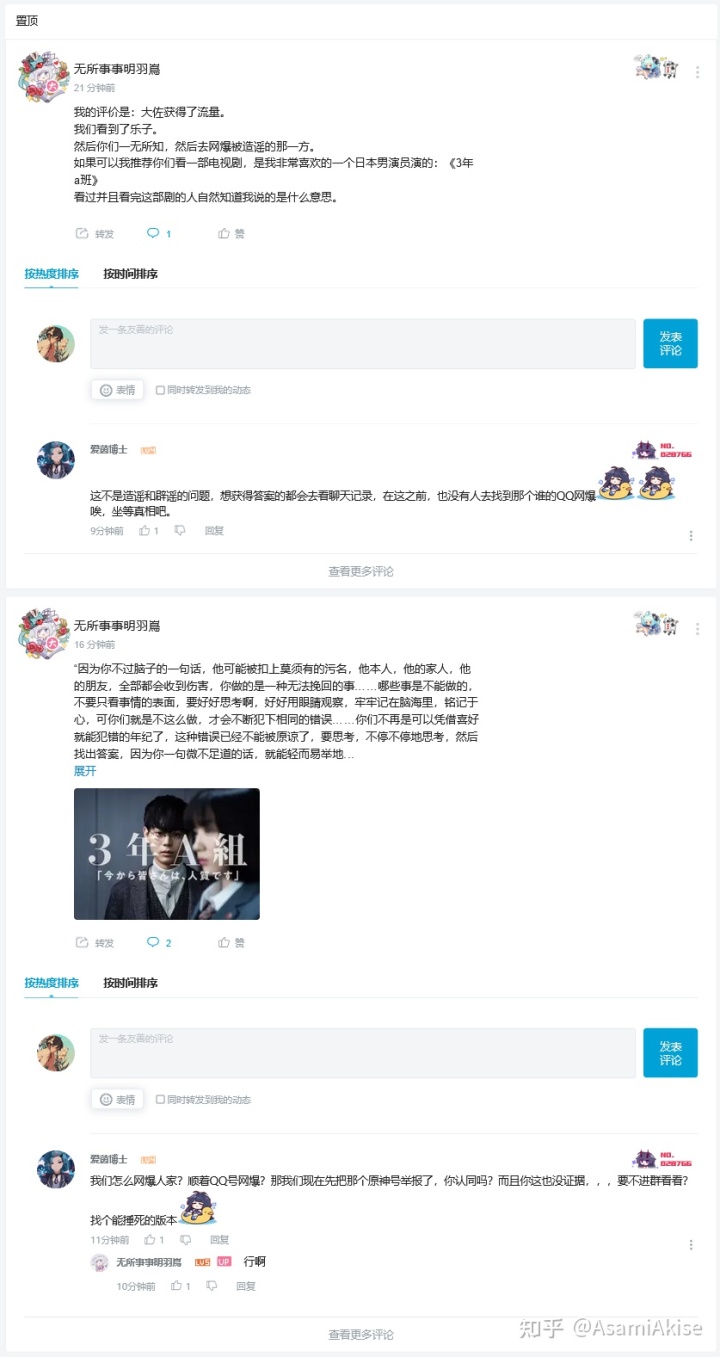 置顶
无所事事明羽嶌
21 分钟前
我的评价是：大佐获得了流量。
我们看到了乐子。
然后你们一无所知，然后去网爆被造谣的那一方。
如果可以我推荐你们看一部电视剧，是我非常喜欢的一个日本男演员演的：《3年
a班》
看过并且看完这部剧的人自然知道我说的是什么意思。
转发 1 赞
按热度排序 按时间排序
发一条友善的评论
发表
评论
表情 同时转发到我的动态
爱茵博士
NO.
028766
这不是造谣和辟谣的问题，想获得答案的都会去看聊天记录，在这之前，也没有人去找到那个谁的QQ网爆
唉，坐等真相吧。
9分钟前 1 回复
查看更多评论
无所事事明羽嶌
16 分钟前
“因为你不过脑子的一句话，他可能被扣上莫须有的污名，他本人，他的家人，他
的朋友，全部都会收到伤害，你做的是一种无法挽回的事……哪些事是不能做的，
不要只看事情的表面，要好好思考啊，好好用眼睛观察，牢牢记在脑海里，铭记于
心，可你们就是不这么做，才会不断犯下相同的错误……你们不再是可以凭借喜好
就能犯错的年纪了，这种错误已经不能被原谅了，要思考，不停不停地思考，然后
找出答案，因为你一句微不足道的话，就能轻而易举地…
展开
3年A組
「今から皆さんは、人質です」
转发 2 赞
按热度排序 按时间排序
发一条友善的评论
发表
评论
表情 同时转发到我的动态
爱茵博士
NO.
028766
我们怎么网爆人家？顺着QQ号网爆？那我们现在先把那个原神号举报了，你认同吗？而且你这也没证据，，，要不进群看看？
找个能捶死的版本
11分钟前 1 回复
无所事事明羽嶌 LV5 UP 行啊
10分钟前 1 回复
查看更多评论
知乎 @AsamiAkise